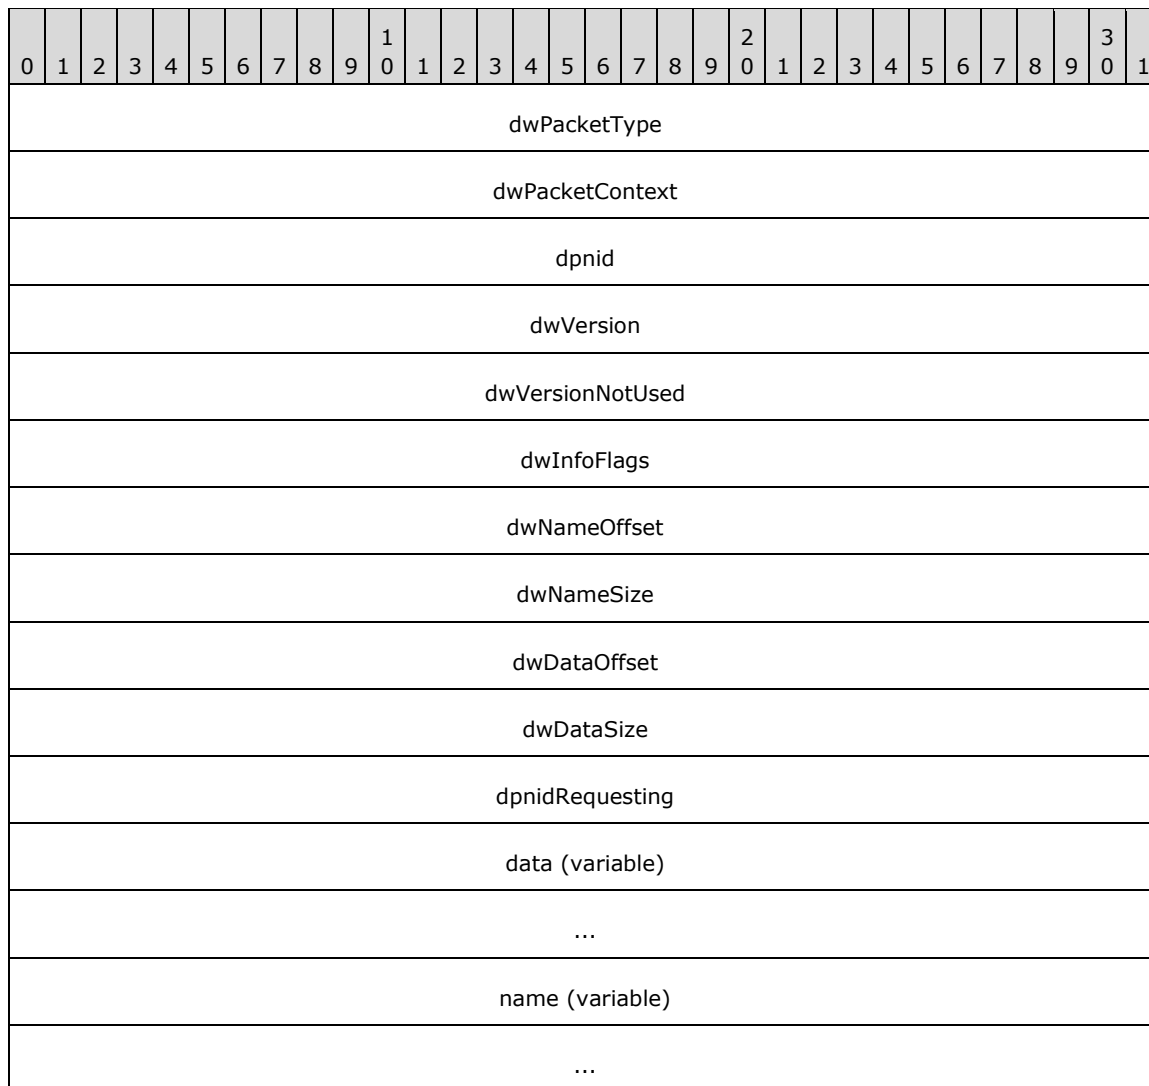 1 2 3
0 1 2 3 4 5 6 7 8 9 0 1 2 3 4 5 6 7 8 9 0 1 2 3 4 5 6 7 8 9 0 1
dwPacketType
dwPacketContext
dpnid
dwVersion
dwVersionNotUsed
dwInfoFlags
dwNameOffset
dwNameSize
dwDataOffset
dwDataSize
dpnidRequesting
data (variable)
...
name (variable)
...